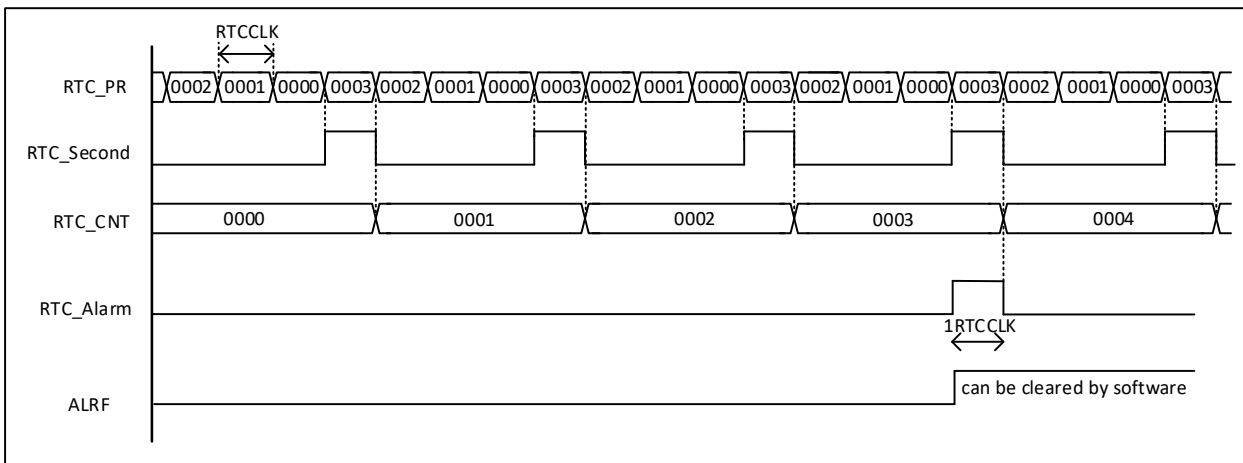 RTCCLK
RTC_PR 0002 0001 0000 0003 0002 0001 0000 0003 0002 0001 0000 0003 0002 0001 0000 0003 0002 0001 0000 0003
RTC_Second
RTC_CNT 0000 0001 0002 0003 0004
RTC_Alarm
1RTCCLK
can be cleared by software
ALRF